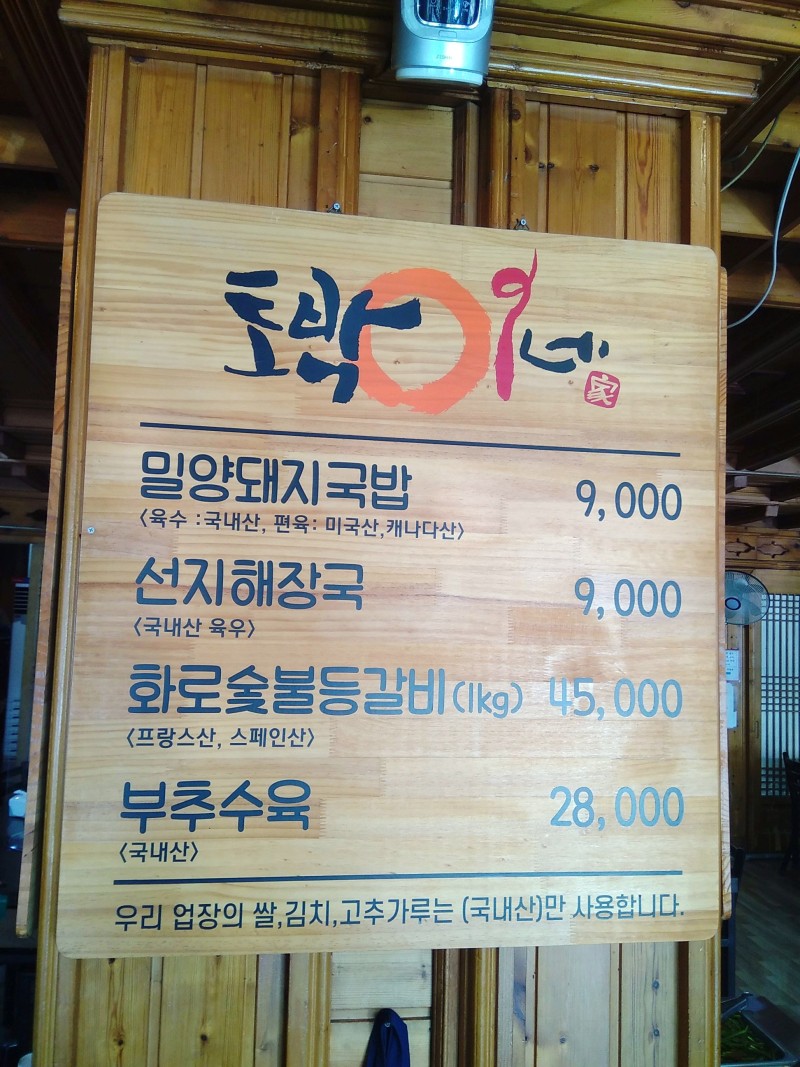 토박이네
家
밀양돼지국밥 9,000
<육수 :국내산, 편육: 미국산,캐나다산>
선지해장국 9,000
<국내산 육우>
화로숯불등갈비(1kg) 45,000
<프랑스산, 스페인산>
부추수육 28,000
<국내산>
우리 업장의 쌀,김치,고추가루는 (국내산)만 사용합니다.